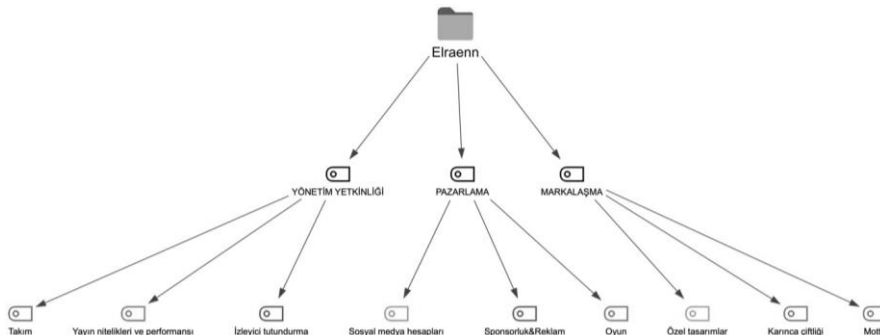 Elraenn
YÖNETİM YETKİNLİĞİ
PAZARLAMA
MARKALAŞMA
Takım
Yayın nitelikleri ve performansı
İzleyici tutundurma
Sosyal medya hesapları
Sponsorluk&Reklam
Oyun
Özel tasarımlar
Karınca çiftliği